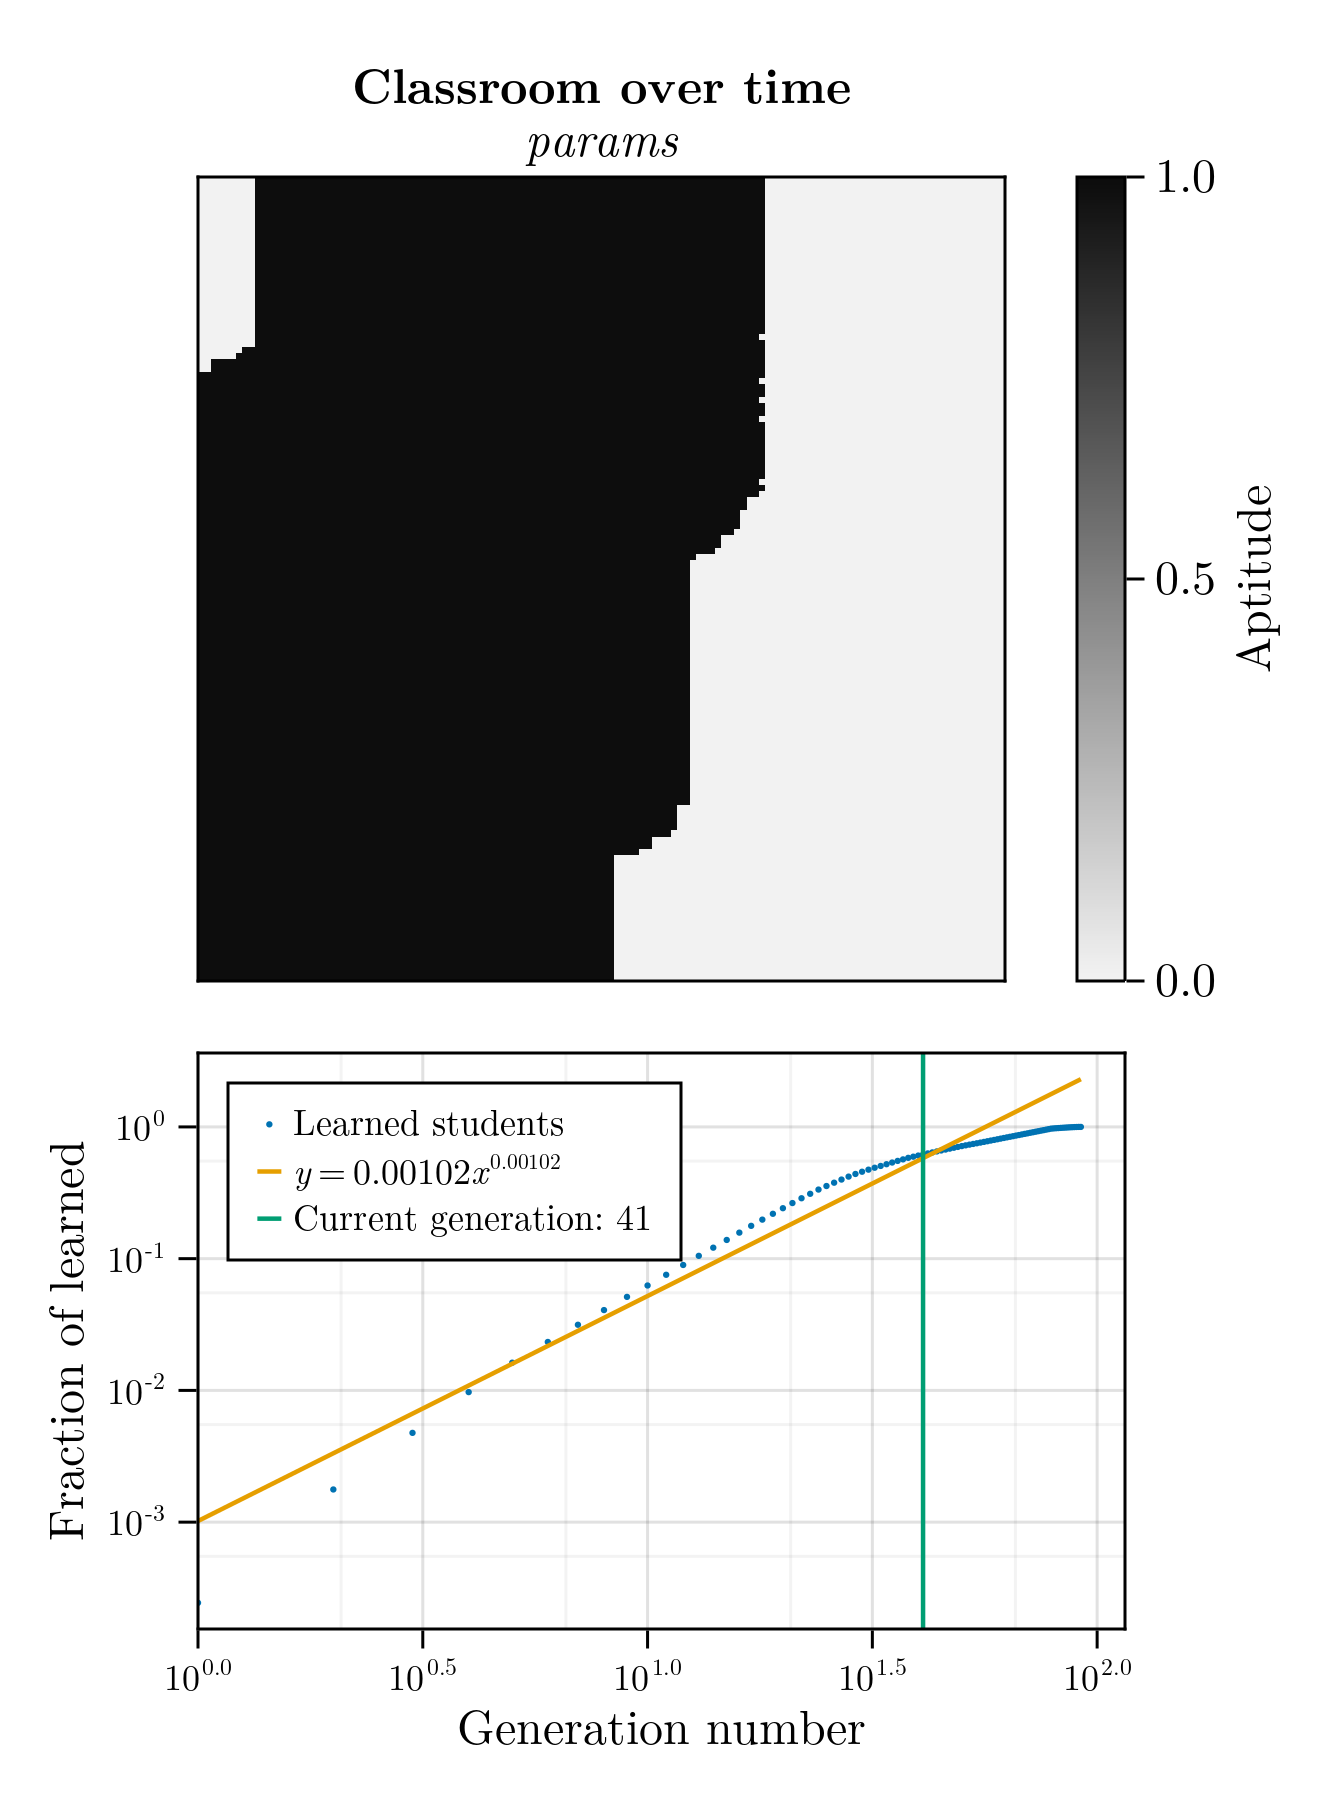 Classroom over time
params
1.0
0.5
0.0
Aptitude
Learned students
y = 0.00102x^0.00102
Current generation: 41
10^0
10^-1
10^-2
10^-3
Fraction of learned
10^0.0 10^0.5 10^1.0 10^1.5 10^2.0
Generation number